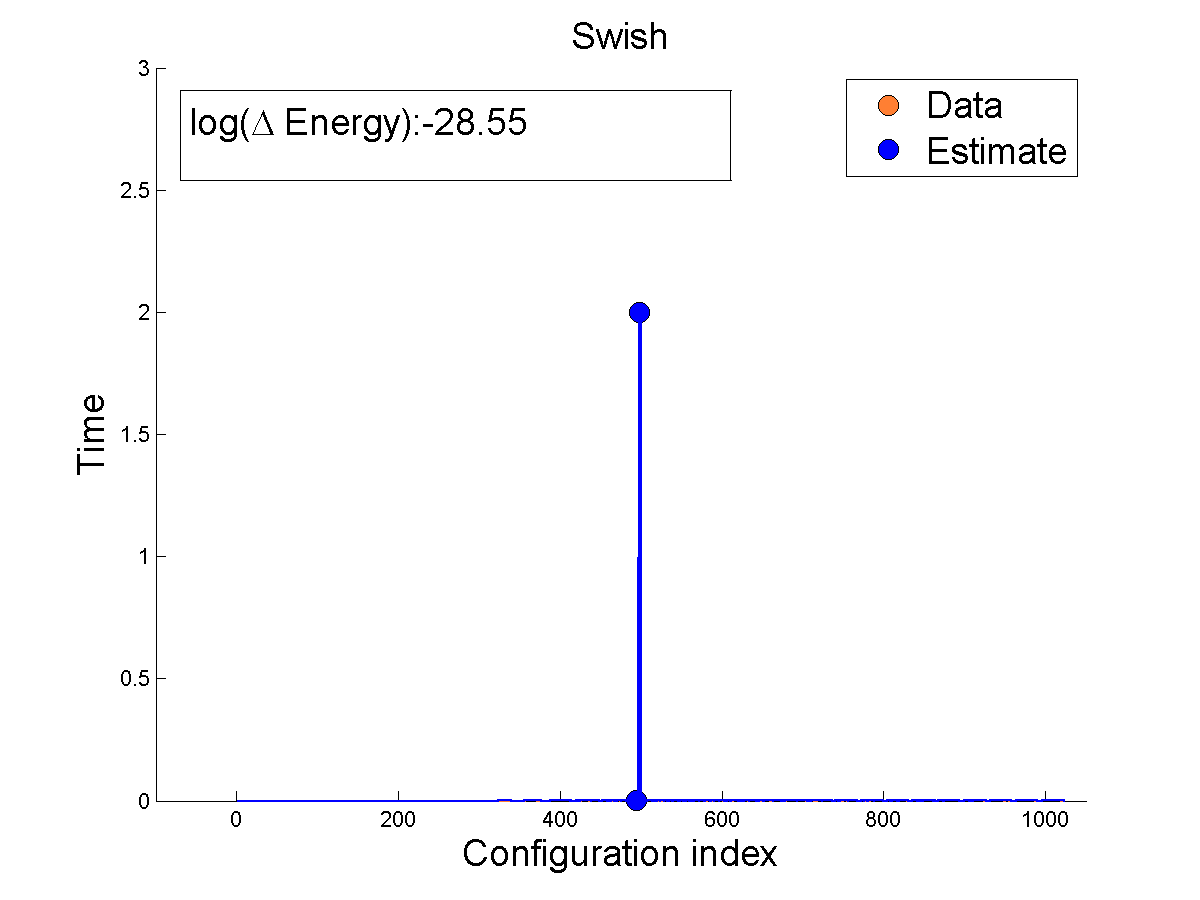 Swish
log(Δ Energy):-28.55
Data
Estimate
3
2.5
2
1.5
1
0.5
0
Time
0 200 400 600 800 1000
Configuration index